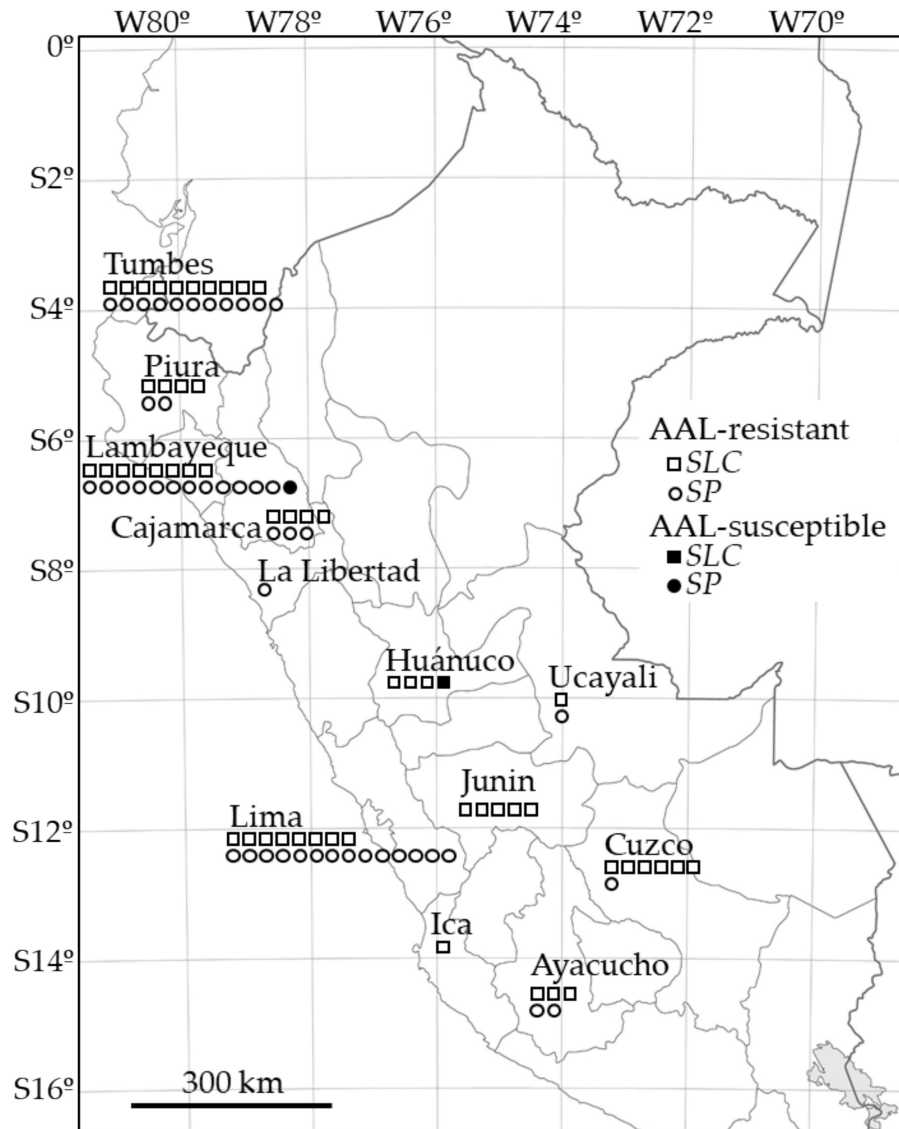 W80º W78º W76º W74º W72º W70º
0º
S2º
Tumbes
S4º
Piura
S6º
AAL-resistant
Lambayeque
SLC
SP
Cajamarca
AAL-susceptible
SLC
La Libertad
S8º
SP
Huánuco
Ucayali
S10º
Junin
Lima
S12º
Cuzco
Ica
S14º
Ayacucho
300 km
S16º